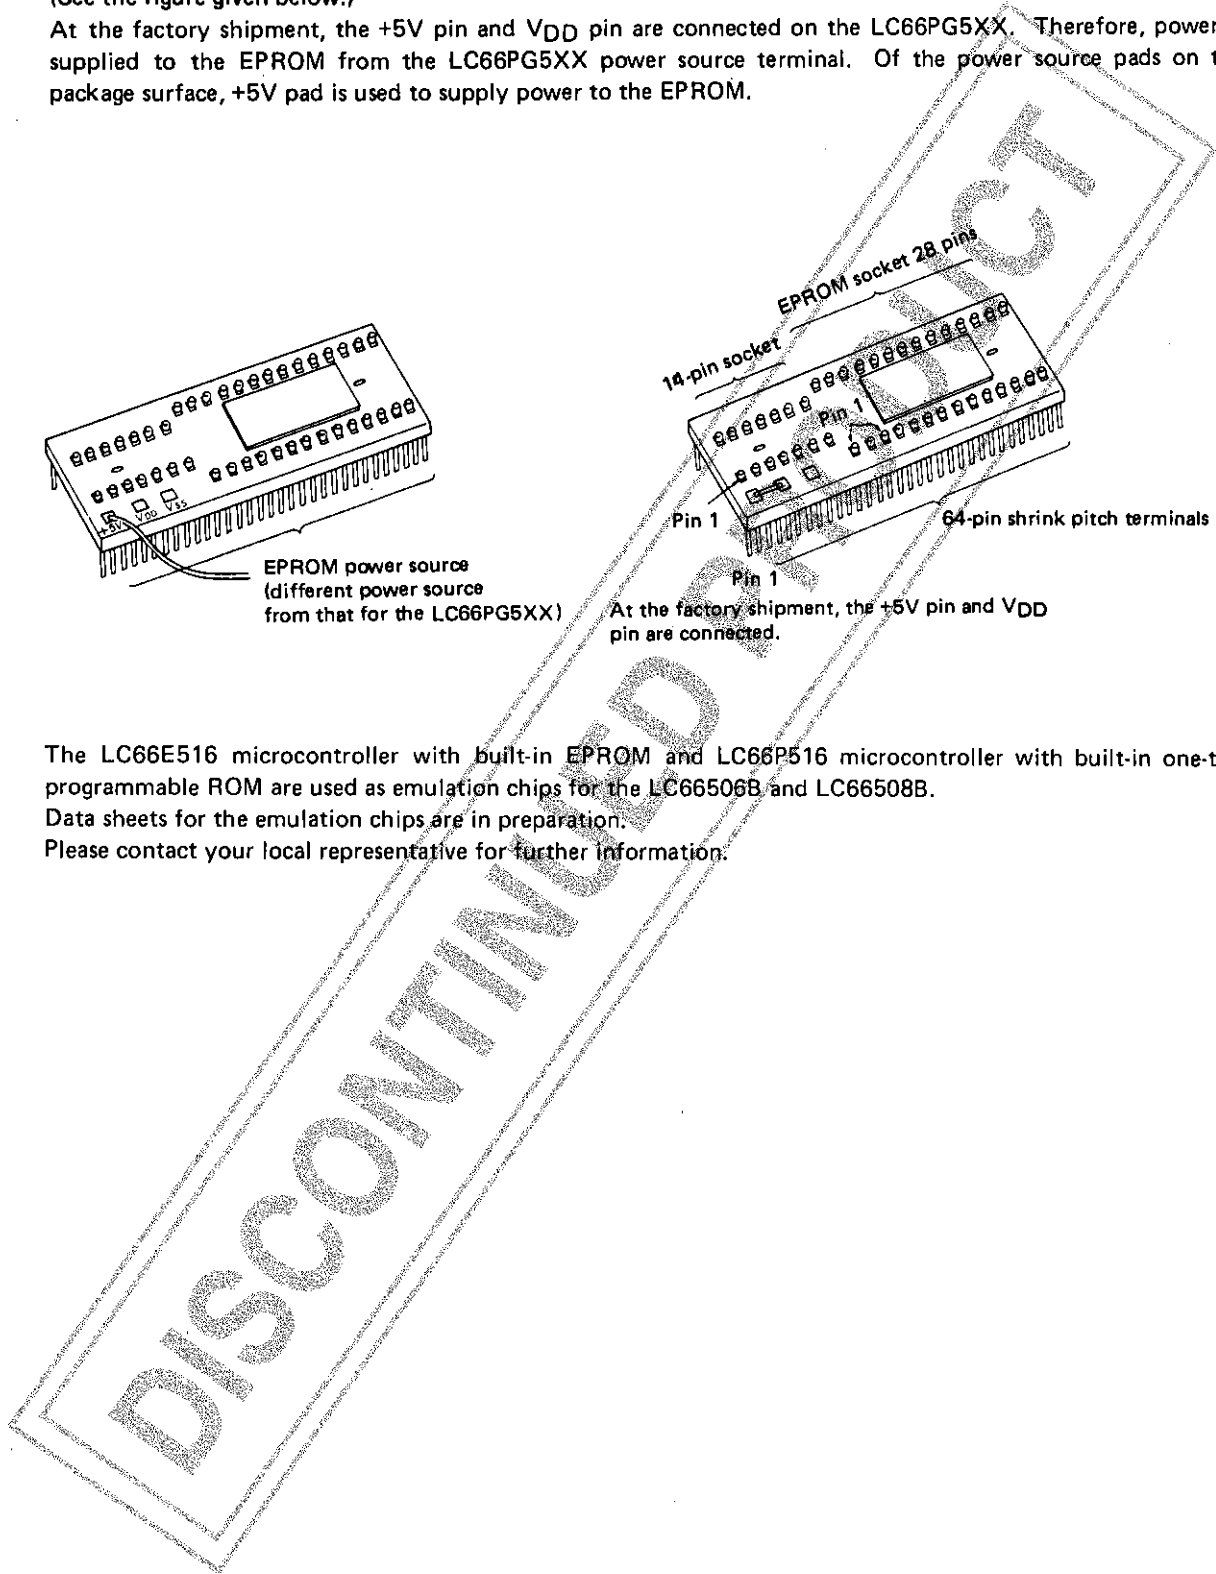 (See the figure given below.)
At the factory shipment, the +5V pin and VDD pin are connected on the LC66PG5XX. Therefore, power
supplied to the EPROM from the LC66PG5XX power source terminal. Of the power source pads on t
package surface, +5V pad is used to supply power to the EPROM.
+5V VDD VSS
EPROM power source
(different power source
from that for the LC66PG5XX)
EPROM socket 28 pins
14-pin socket
Pin 1
Pin 1
64-pin shrink pitch terminals
Pin 1
At the factory shipment, the +5V pin and VDD
pin are connected.
The LC66E516 microcontroller with built-in EPROM and LC66P516 microcontroller with built-in one-t
programmable ROM are used as emulation chips for the LC66506B and LC66508B.
Data sheets for the emulation chips are in preparation.
Please contact your local representative for further information.
DISCONTINUED PRODUCT